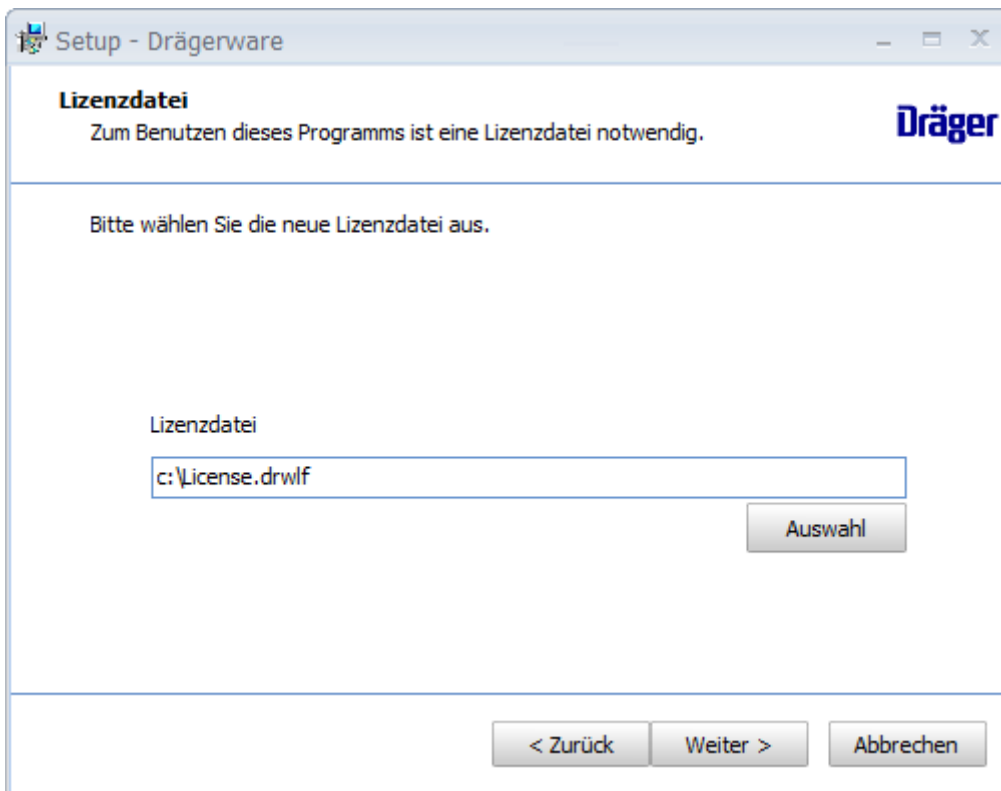 Setup - Drägerware
Lizenzdatei
Zum Benutzen dieses Programms ist eine Lizenzdatei notwendig.
Dräger
Bitte wählen Sie die neue Lizenzdatei aus.
Lizenzdatei
c:\License.drwlf
Auswahl
< Zurück Weiter > Abbrechen